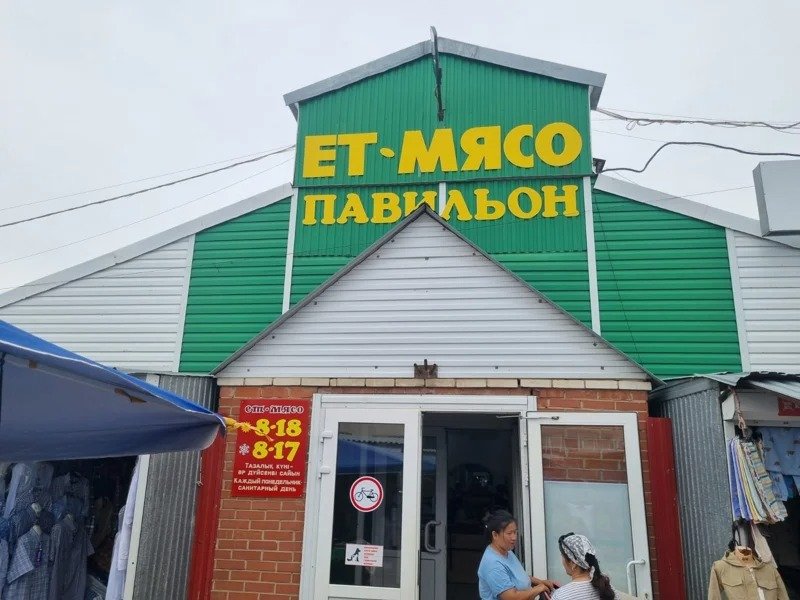 ЕТ·МЯСО
ПАВИЛЬОН
ет-мясо
8-18
8-17
ТАЗАЛЫҚ КҮНІ-
ӘР ДҮЙСЕНБІ САЙЫН
КАЖДЫЙ ПОНЕДЕЛЬНИК
САНИТАРНЫЙ ДЕНЬ